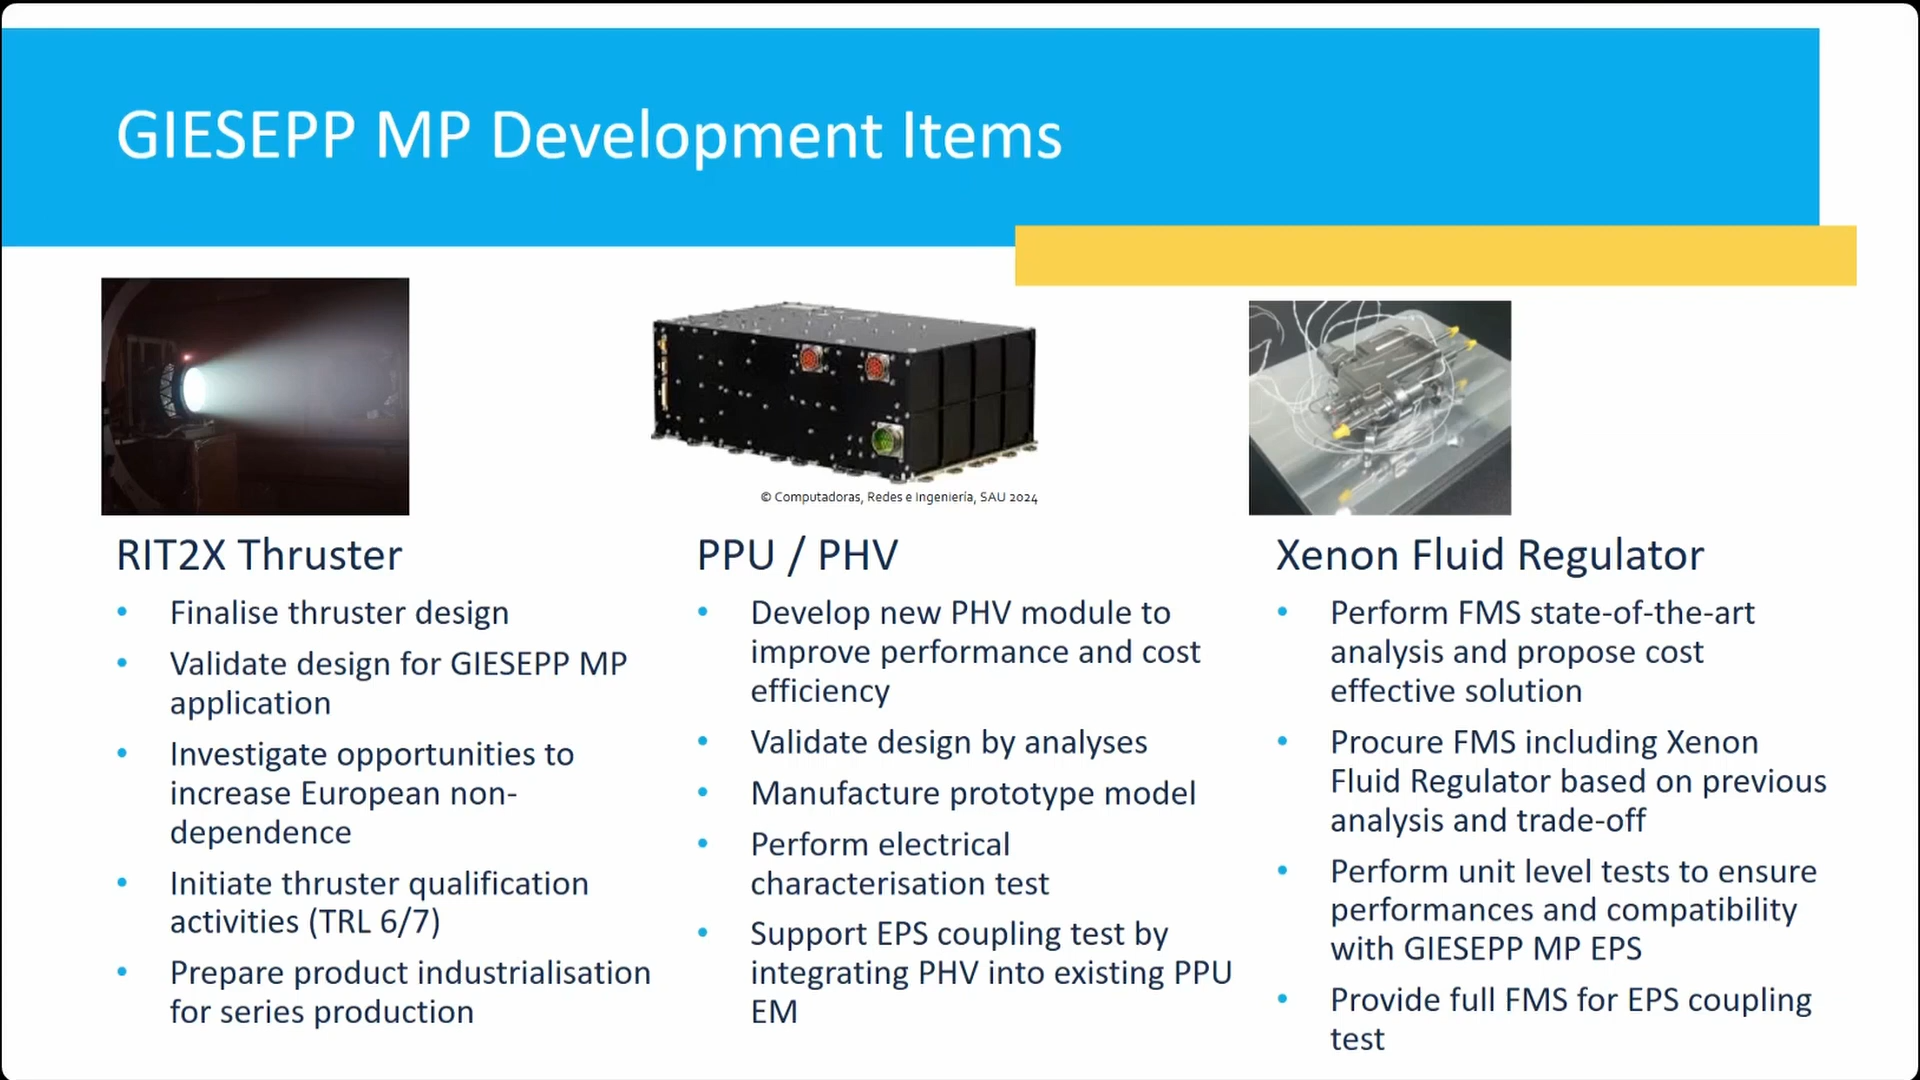 GIESEPP MP Development Items
© Computadoras, Redes e Ingeniería, SAU 2024
RIT2X Thruster
• Finalise thruster design
• Validate design for GIESEPP MP
application
• Investigate opportunities to
increase European non-
dependence
• Initiate thruster qualification
activities (TRL 6/7)
• Prepare product industrialisation
for series production
PPU / PHV
• Develop new PHV module to
improve performance and cost
efficiency
• Validate design by analyses
• Manufacture prototype model
• Perform electrical
characterisation test
• Support EPS coupling test by
integrating PHV into existing PPU
EM
Xenon Fluid Regulator
• Perform FMS state-of-the-art
analysis and propose cost
effective solution
• Procure FMS including Xenon
Fluid Regulator based on previous
analysis and trade-off
• Perform unit level tests to ensure
performances and compatibility
with GIESEPP MP EPS
• Provide full FMS for EPS coupling
test